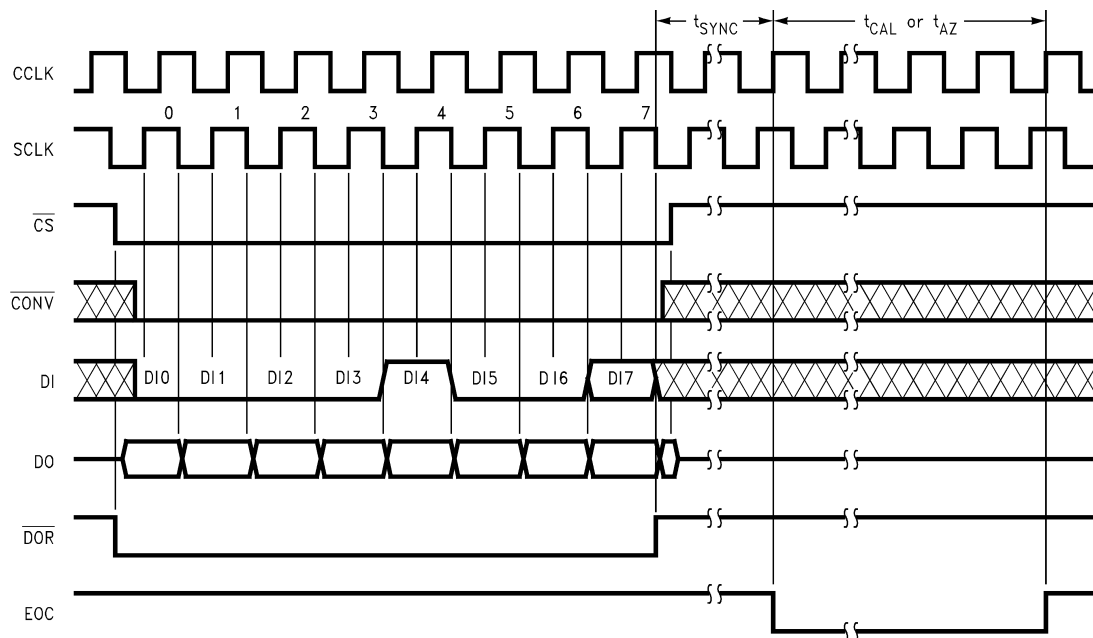 tSYNC
tCAL or tAZ
CCLK
0 1 2 3 4 5 6 7
SCLK
CS
CONV
DI
DI0 DI1 DI2 DI3 DI4 DI5 DI6 DI7
DO
DOR
EOC